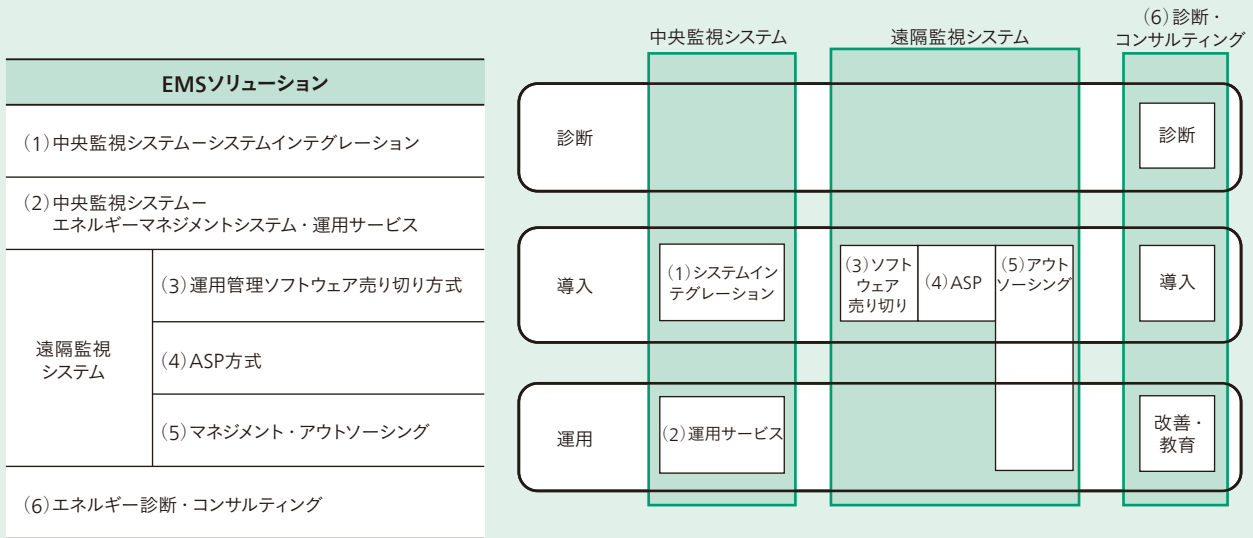 EMSソリューション
(1)中央監視システムーシステムインテグレーション
(2)中央監視システムー
エネルギーマネジメントシステム・運用サービス
遠隔監視
システム
(3)運用管理ソフトウェア売り切り方式
(4)ASP方式
(5)マネジメント・アウトソーシング
(6)エネルギー診断・コンサルティング
中央監視システム
遠隔監視システム
(6)診断・
コンサルティング
診断
診断
導入
(1)システムイン
テグレーション
(3)ソフト
ウェア
売り切り
(4)ASP
(5)アウト
ソーシング
導入
運用
(2)運用サービス
改善・
教育